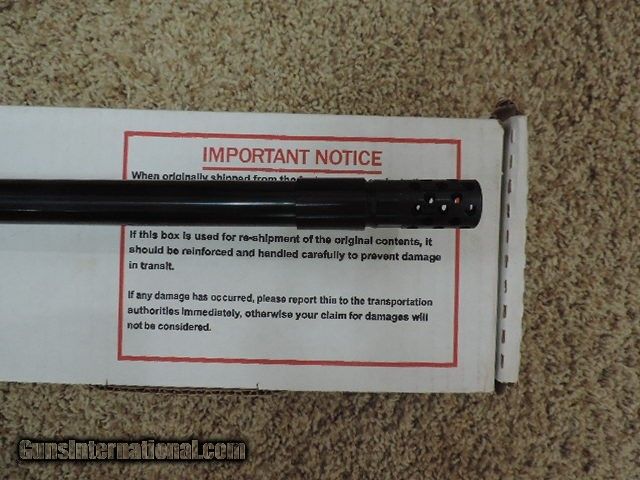 IMPORTANT NOTICE
When originally shipped from the
If this box is used for re-shipment of the original contents, it
should be reinforced and handled carefully to prevent damage
in transit.
If any damage has occurred, please report this to the transportation
authorities immediately, otherwise your claim for damages will
not be considered.
GunsInternational.com